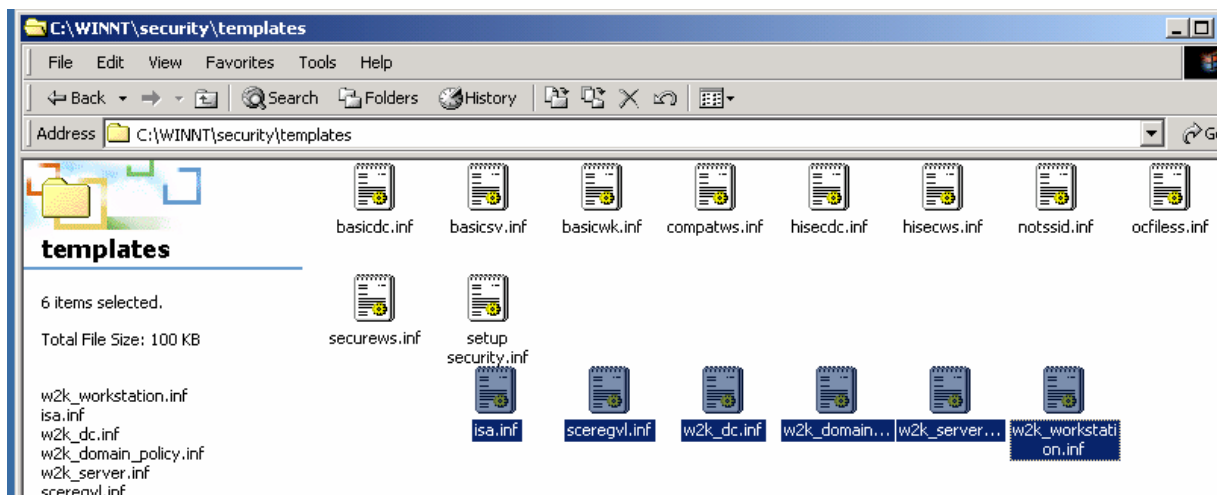 C:\WINNT\security\templates
File Edit View Favorites Tools Help
Back Search Folders History
Address C:\WINNT\security\templates Go
templates
6 items selected.
Total File Size: 100 KB
w2k_workstation.inf
isa.inf
w2k_dc.inf
w2k_domain_policy.inf
w2k_server.inf
sceregvl.inf
basicdc.inf basicsv.inf basicwk.inf compatws.inf hisecdc.inf hisecws.inf notssid.inf ocfiless.inf
securews.inf setup
security.inf
isa.inf sceregvl.inf w2k_dc.inf w2k_domain... w2k_server... w2k_workstati
on.inf